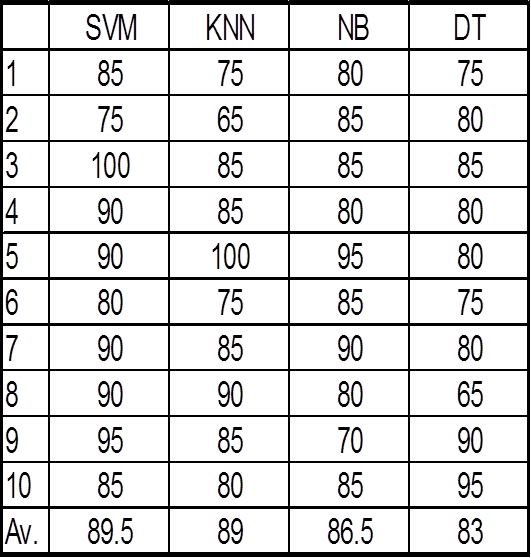 SVM KNN NB DT
1 85 75 80 75
2 75 65 85 80
3 100 85 85 85
4 90 85 80 80
5 90 100 95 80
6 80 75 85 75
7 90 85 90 80
8 90 90 80 65
9 95 85 70 90
10 85 80 85 95
Av. 89.5 89 86.5 83